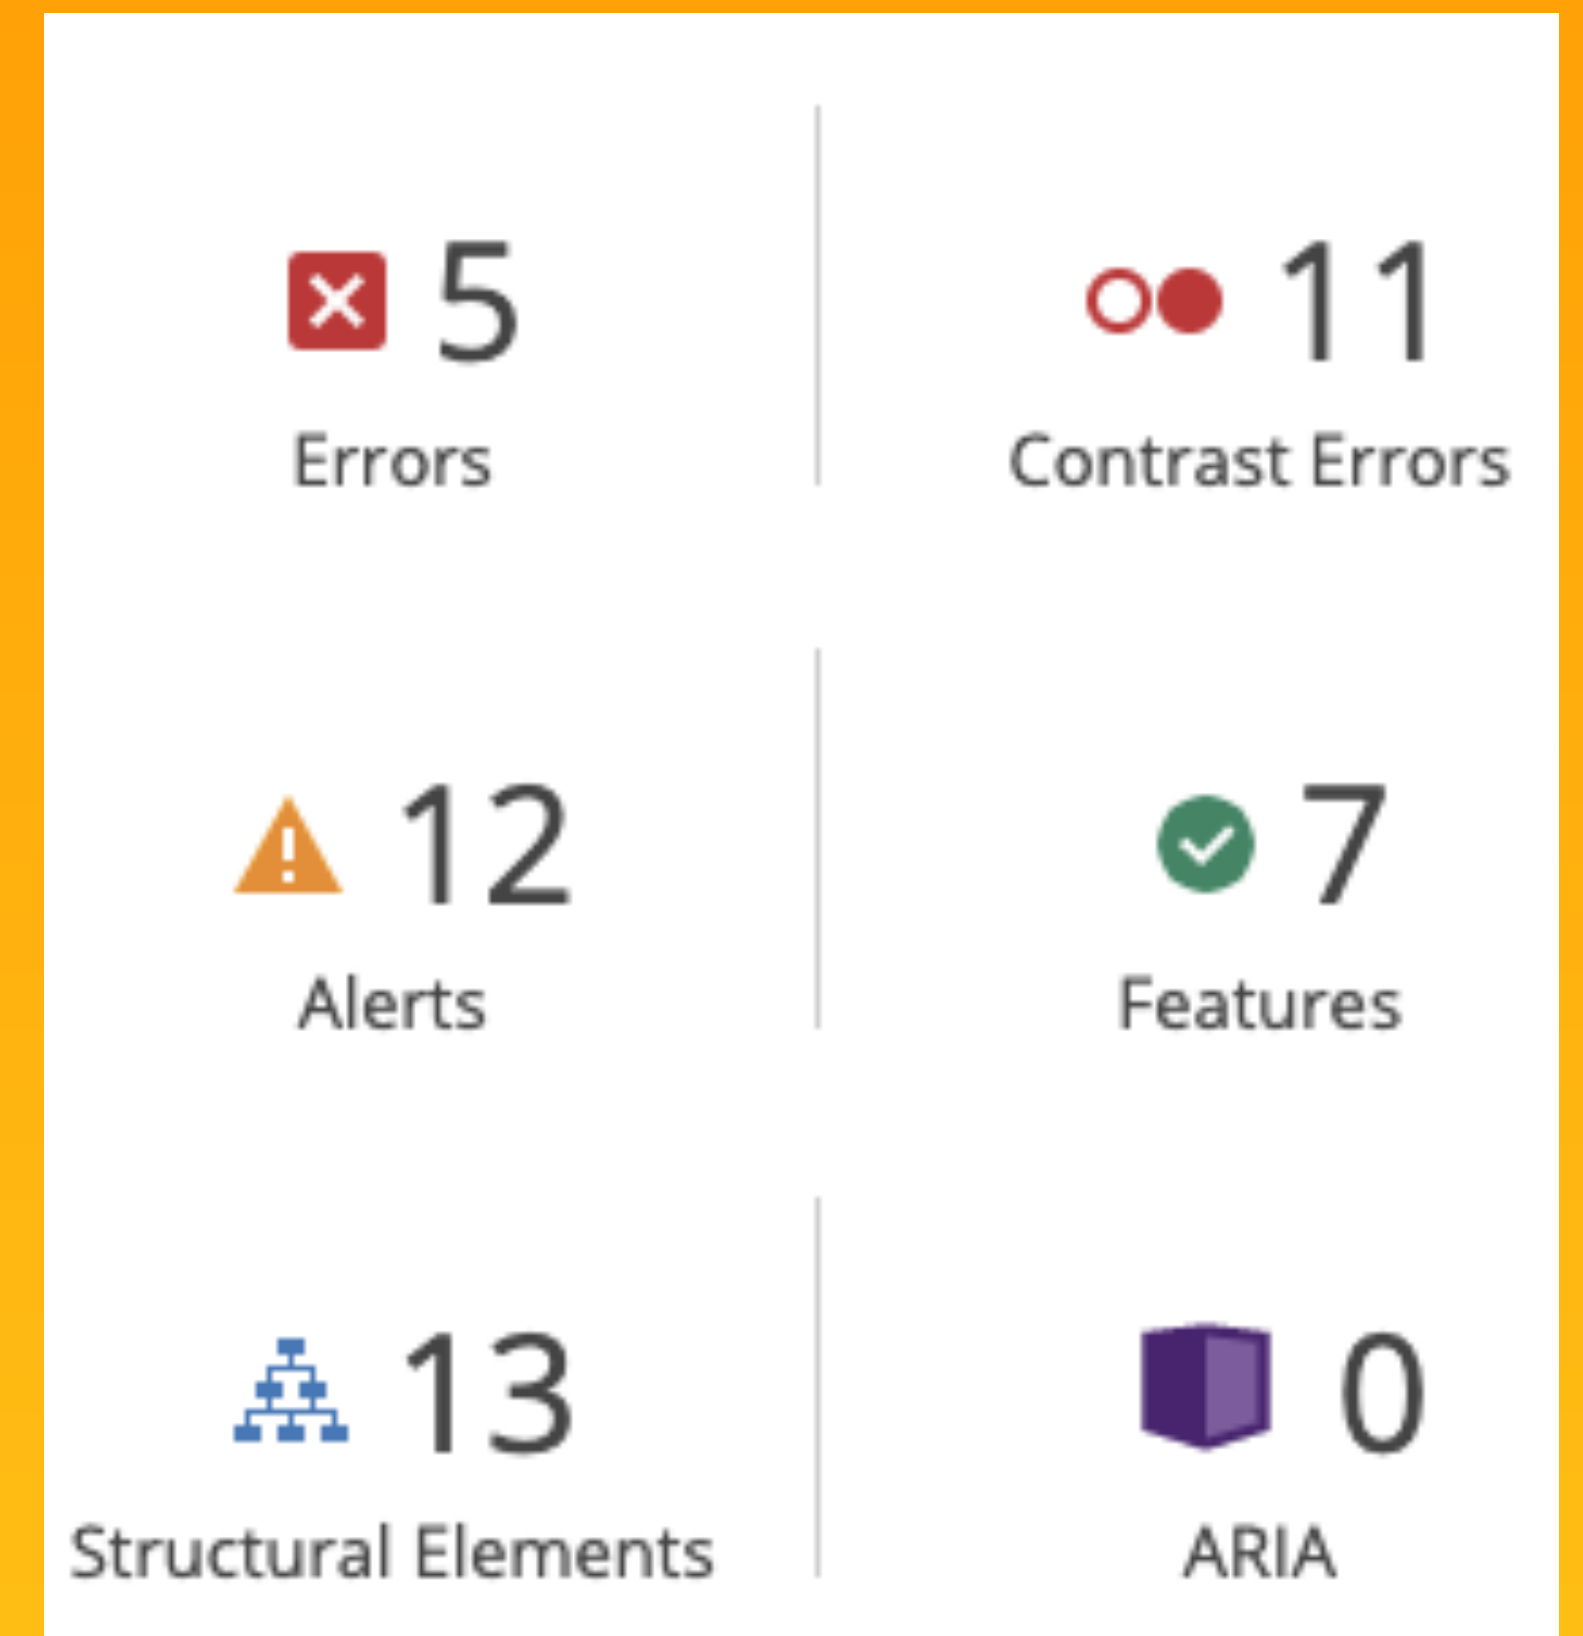 5
Errors
11
Contrast Errors
12
Alerts
7
Features
13
Structural Elements
0
ARIA